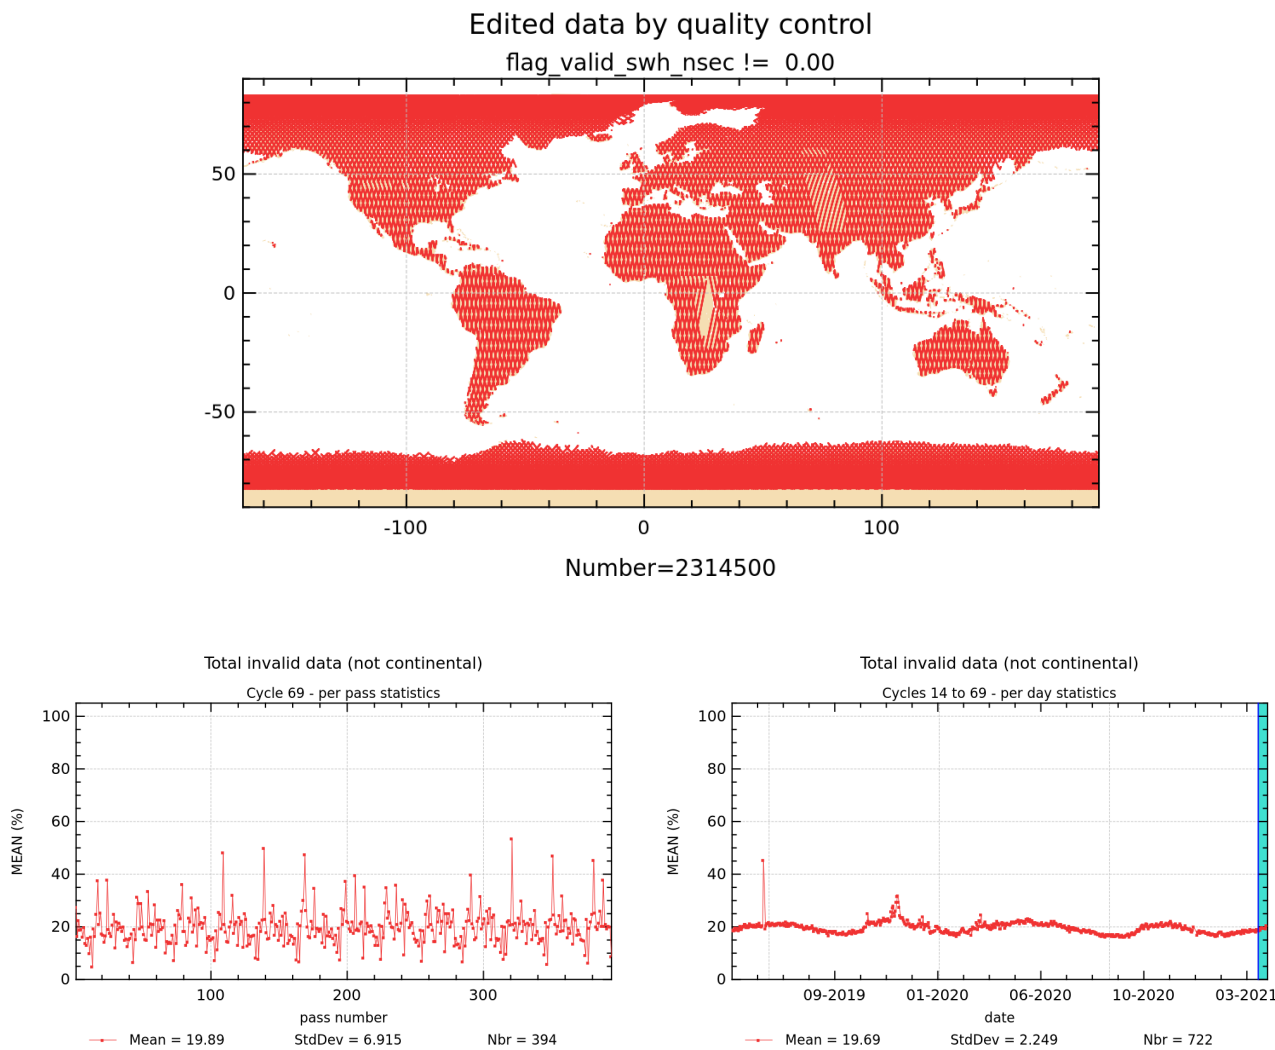 Edited data by quality control
flag_valid_swh_nsec != 0.00
50
0
-50
-100 0 100
Number=2314500
Total invalid data (not continental)
Cycle 69 - per pass statistics
100
80
60
40
20
0
MEAN (%)
100 200 300
pass number
Mean = 19.89 StdDev = 6.915 Nbr = 394
Total invalid data (not continental)
Cycles 14 to 69 - per day statistics
100
80
60
40
20
0
MEAN (%)
09-2019 01-2020 06-2020 10-2020 03-2021
date
Mean = 19.69 StdDev = 2.249 Nbr = 722